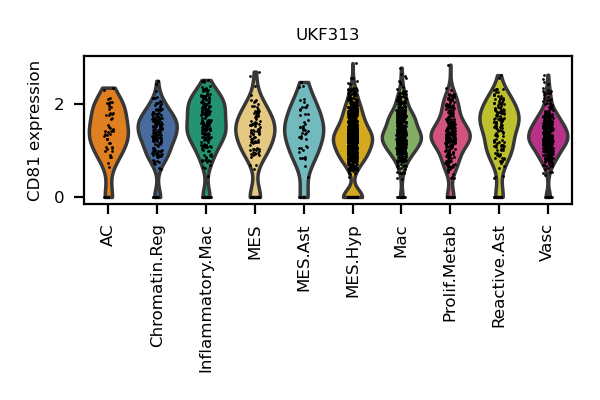 UKF313
CD81 expression
2
0
AC
Chromatin.Reg
Inflammatory.Mac
MES
MES.Ast
MES.Hyp
Mac
Prolif.Metab
Reactive.Ast
Vasc